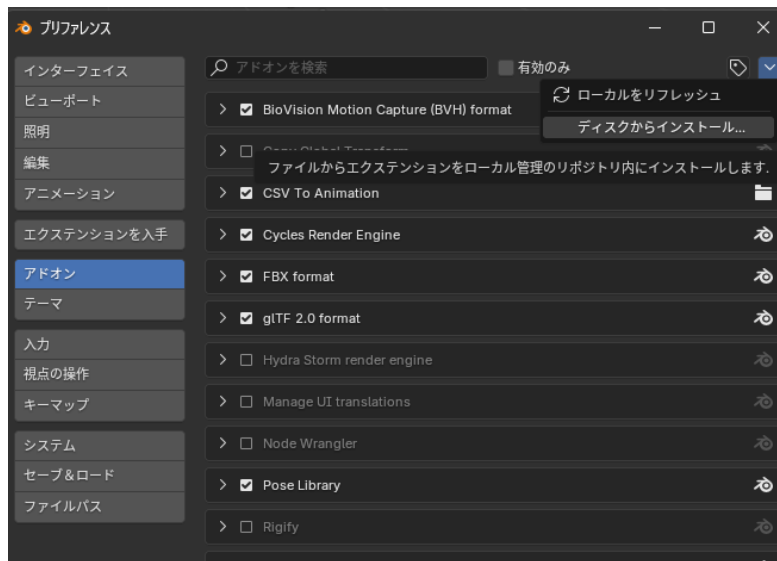 プリファレンス
インターフェイス
ビューポート
照明
編集
アニメーション
エクステンションを入手
アドオン
テーマ
入力
視点の操作
キーマップ
システム
セーブ&ロード
ファイルパス
アドオンを検索
有効のみ
ローカルをリフレッシュ
ディスクからインストール...
BioVision Motion Capture (BVH) format
Copy Global Transform
ファイルからエクステンションをローカル管理のリポジトリ内にインストールします.
CSV To Animation
Cycles Render Engine
FBX format
glTF 2.0 format
Hydra Storm render engine
Manage UI translations
Node Wrangler
Pose Library
Rigify